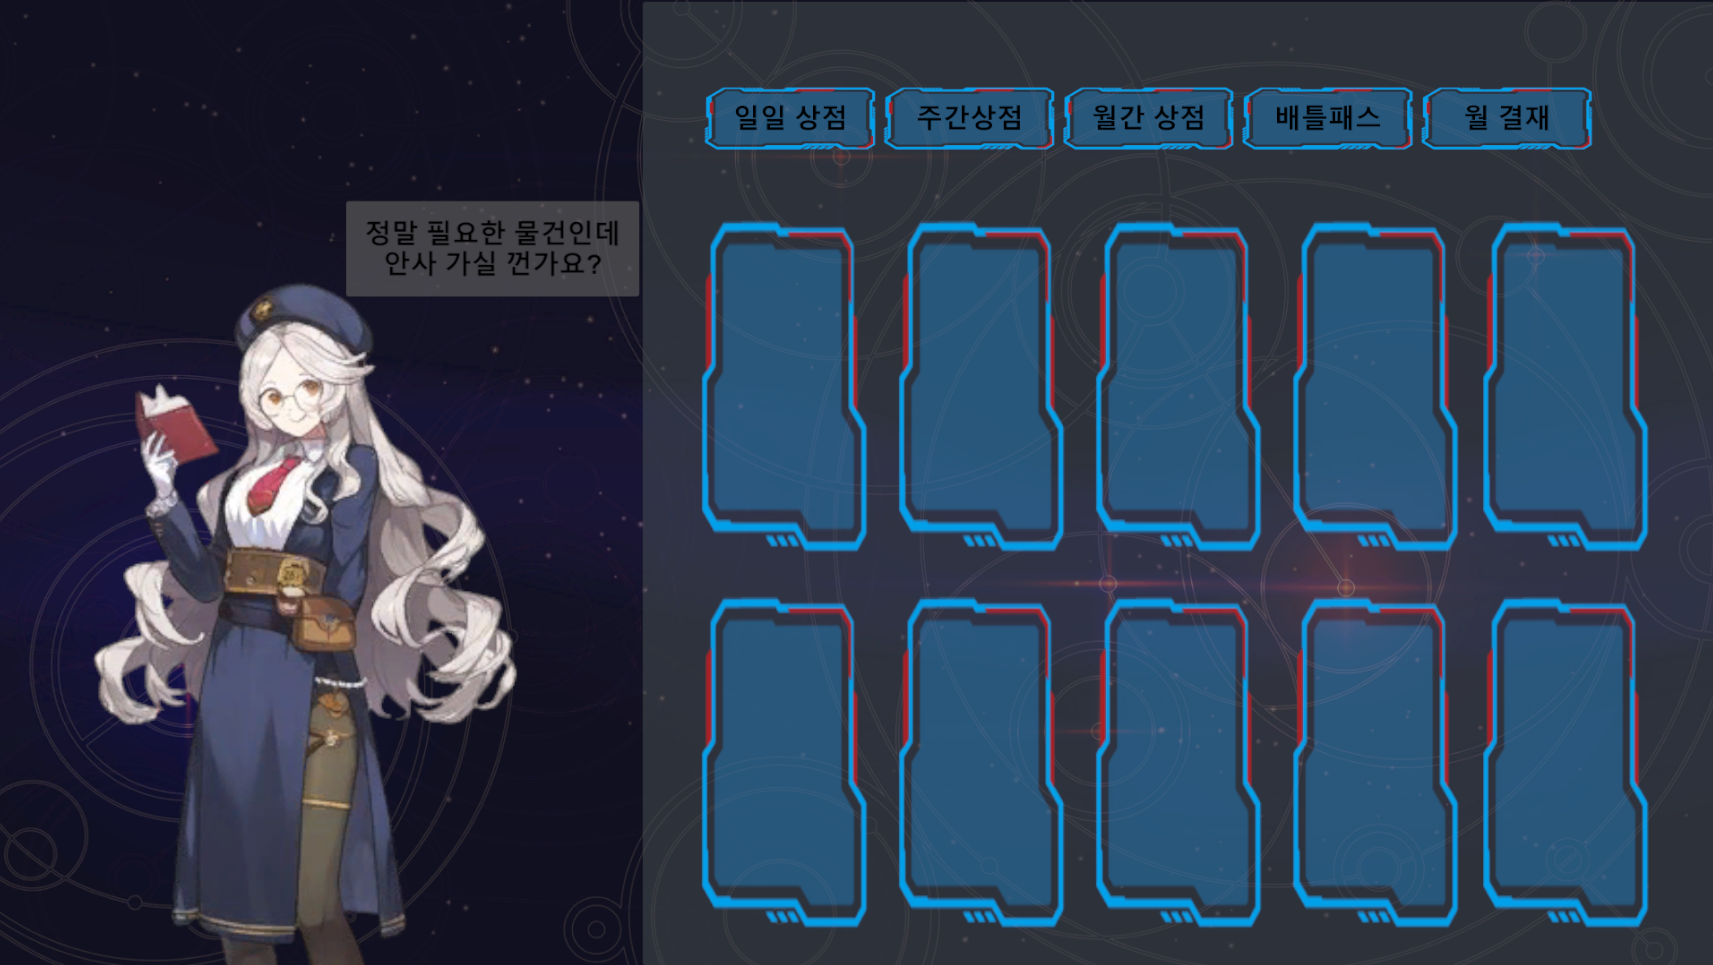 일일 상점
주간상점
월간 상점
배틀패스
월 결재
정말 필요한 물건인데
안사 가실 껀가요?